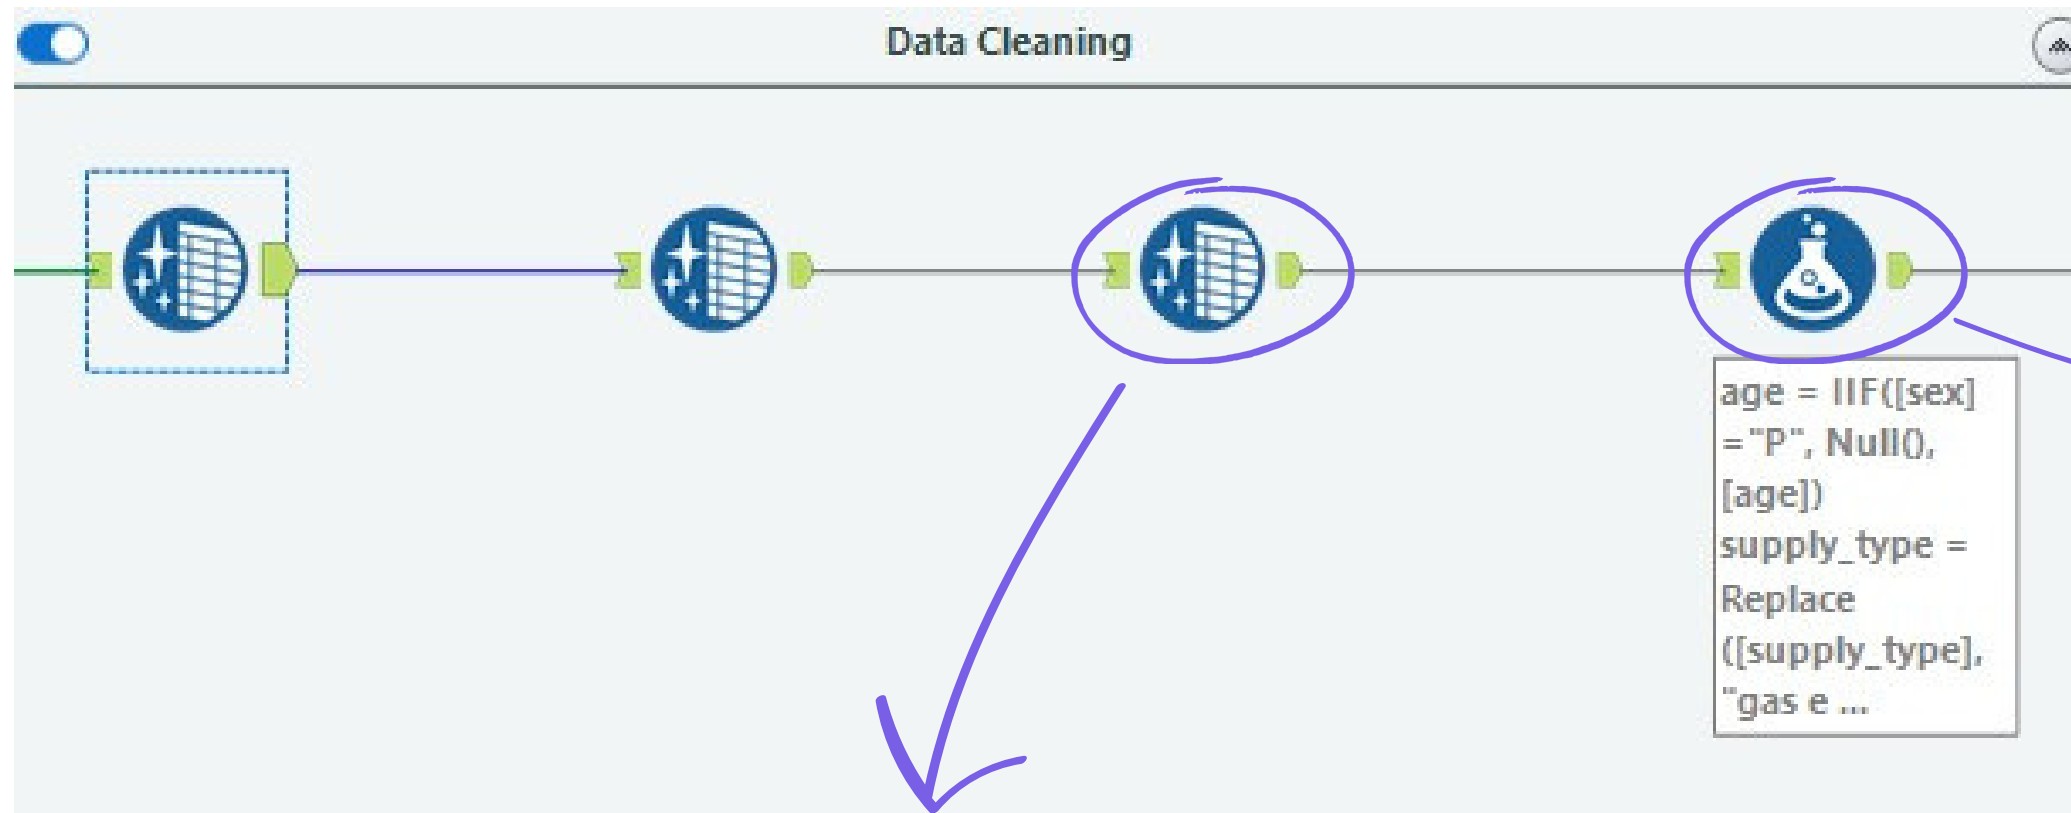 Data Cleaning
age = IIF([sex]
="P", Null(),
[age])
supply_type =
Replace
([supply_type],
"gas e ...